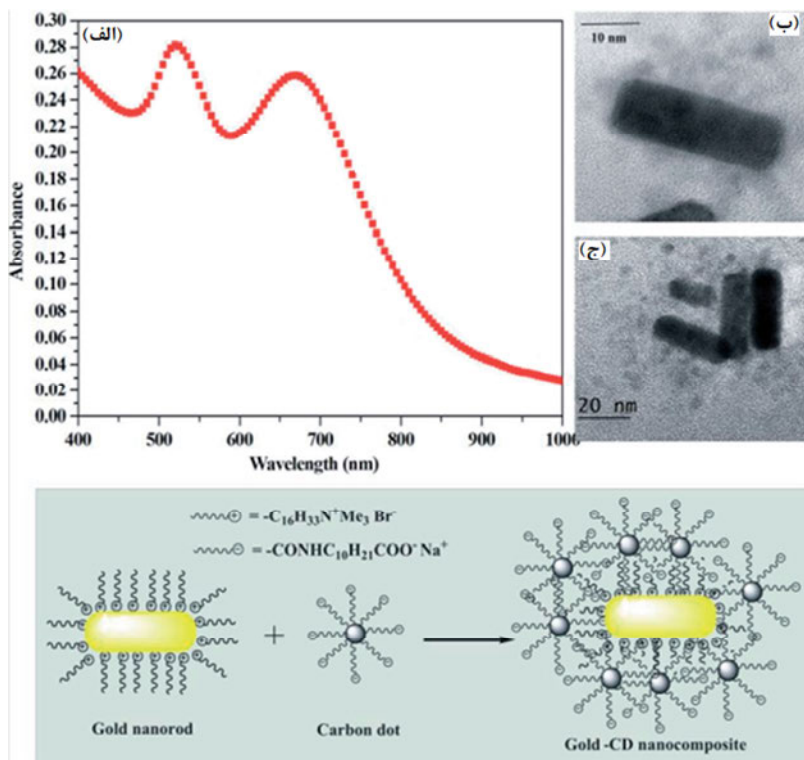 (الف)
Absorbance
0.30
0.28
0.26
0.24
0.22
0.20
0.18
0.16
0.14
0.12
0.10
0.08
0.06
0.04
0.02
0.00
400 500 600 700 800 900 1000
Wavelength (nm)
(ب)
10 nm
(ج)
20 nm
⊕ = -C₁₆H₃₃N⁺Me₃ Br⁻
⊖ = -CONHC₁₀H₂₁COO⁻ Na⁺
+
Gold nanorod
Carbon dot
Gold -CD nanocomposite